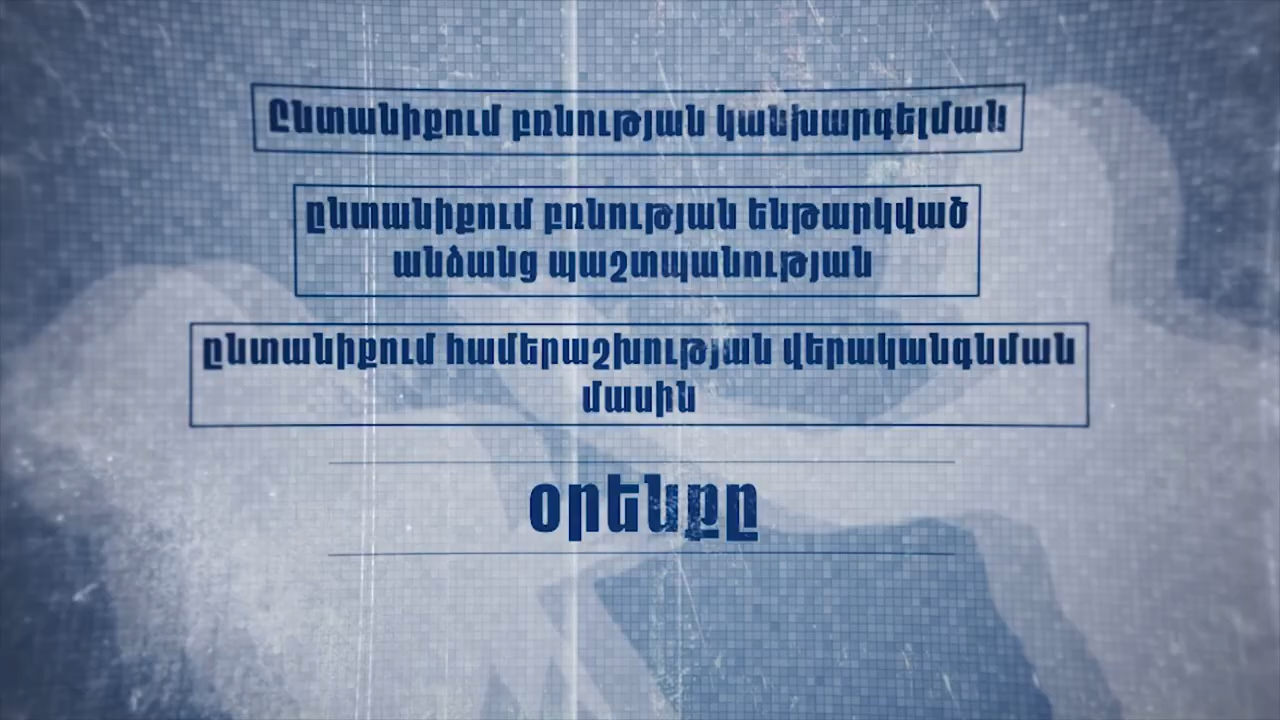 Ընտանիքում բռնության կանխարգելման
ընտանիքում բռնության ենթարկված
անձանց պաշտպանության
ընտանիքում համերաշխության վերականգնման
մասին
օրենքը